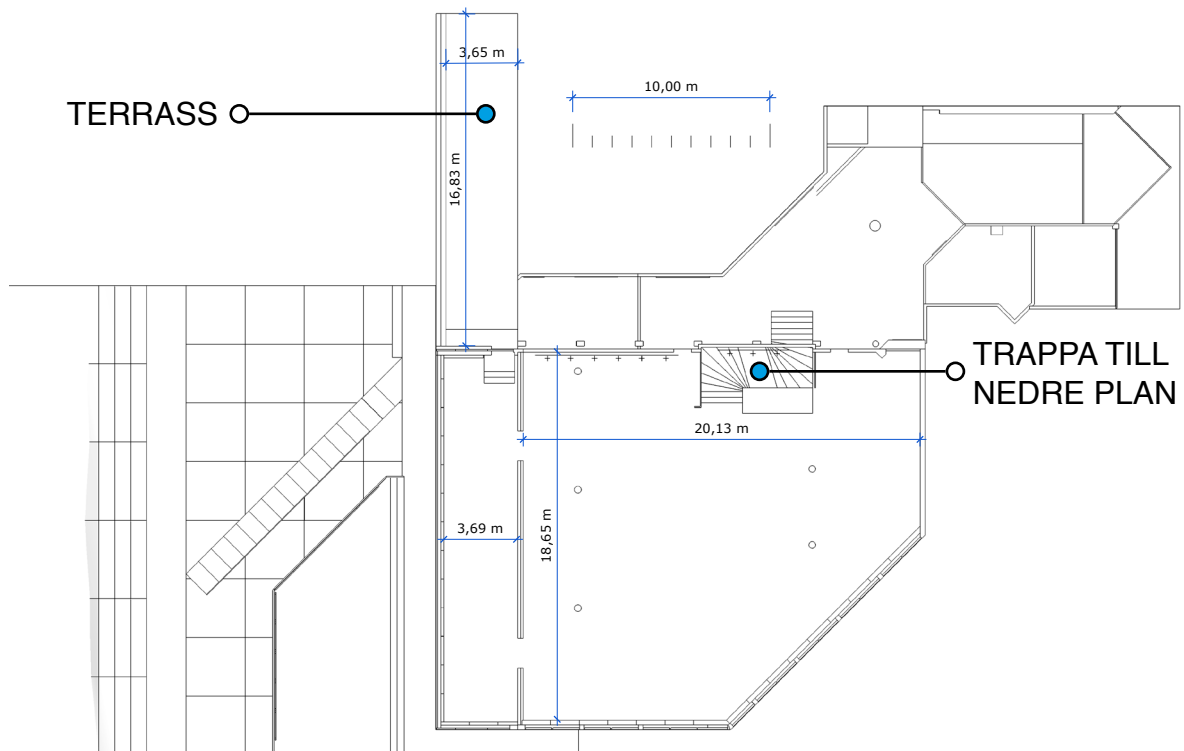 3,65 m
10,00 m
TERRASS
16,83 m
TRAPPA TILL
NEDRE PLAN
20,13 m
3,69 m
18,65 m